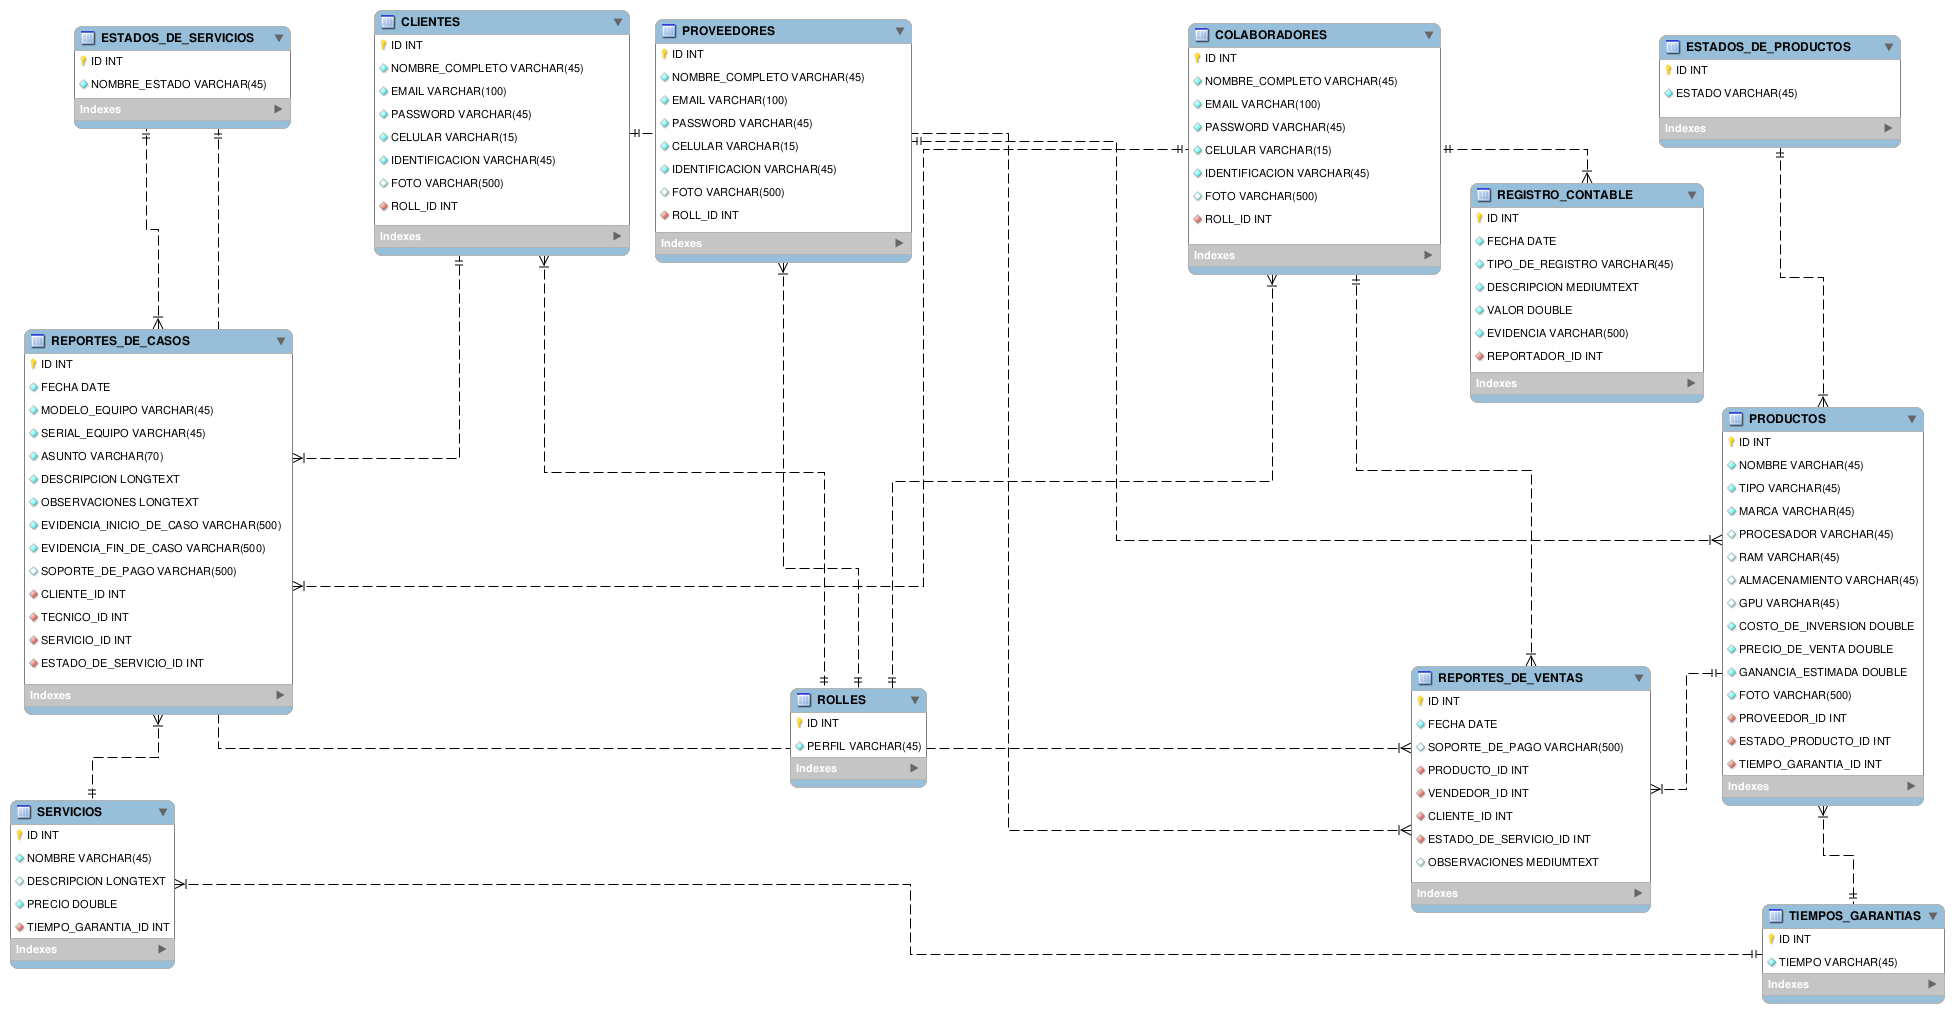 ESTADOS_DE_SERVICIOS
ID INT
NOMBRE_ESTADO VARCHAR(45)
Indexes
CLIENTES
ID INT
NOMBRE_COMPLETO VARCHAR(45)
EMAIL VARCHAR(100)
PASSWORD VARCHAR(45)
CELULAR VARCHAR(15)
IDENTIFICACION VARCHAR(45)
FOTO VARCHAR(500)
ROLL_ID INT
Indexes
PROVEEDORES
ID INT
NOMBRE_COMPLETO VARCHAR(45)
EMAIL VARCHAR(100)
PASSWORD VARCHAR(45)
CELULAR VARCHAR(15)
IDENTIFICACION VARCHAR(45)
FOTO VARCHAR(500)
ROLL_ID INT
Indexes
COLABORADORES
ID INT
NOMBRE_COMPLETO VARCHAR(45)
EMAIL VARCHAR(100)
PASSWORD VARCHAR(45)
CELULAR VARCHAR(15)
IDENTIFICACION VARCHAR(45)
FOTO VARCHAR(500)
ROLL_ID INT
Indexes
ESTADOS_DE_PRODUCTOS
ID INT
ESTADO VARCHAR(45)
Indexes
REGISTRO_CONTABLE
ID INT
FECHA DATE
TIPO_DE_REGISTRO VARCHAR(45)
DESCRIPCION MEDIUMTEXT
VALOR DOUBLE
EVIDENCIA VARCHAR(500)
REPORTADOR_ID INT
Indexes
REPORTES_DE_CASOS
ID INT
FECHA DATE
MODELO_EQUIPO VARCHAR(45)
SERIAL_EQUIPO VARCHAR(45)
ASUNTO VARCHAR(70)
DESCRIPCION LONGTEXT
OBSERVACIONES LONGTEXT
EVIDENCIA_INICIO_DE_CASO VARCHAR(500)
EVIDENCIA_FIN_DE_CASO VARCHAR(500)
SOPORTE_DE_PAGO VARCHAR(500)
CLIENTE_ID INT
TECNICO_ID INT
SERVICIO_ID INT
ESTADO_DE_SERVICIO_ID INT
Indexes
PRODUCTOS
ID INT
NOMBRE VARCHAR(45)
TIPO VARCHAR(45)
MARCA VARCHAR(45)
PROCESADOR VARCHAR(45)
RAM VARCHAR(45)
ALMACENAMIENTO VARCHAR(45)
GPU VARCHAR(45)
COSTO_DE_INVERSION DOUBLE
PRECIO_DE_VENTA DOUBLE
GANANCIA_ESTIMADA DOUBLE
FOTO VARCHAR(500)
PROVEEDOR_ID INT
ESTADO_PRODUCTO_ID INT
TIEMPO_GARANTIA_ID INT
Indexes
ROLLES
ID INT
PERFIL VARCHAR(45)
Indexes
REPORTES_DE_VENTAS
ID INT
FECHA DATE
SOPORTE_DE_PAGO VARCHAR(500)
PRODUCTO_ID INT
VENDEDOR_ID INT
CLIENTE_ID INT
ESTADO_DE_SERVICIO_ID INT
OBSERVACIONES MEDIUMTEXT
Indexes
SERVICIOS
ID INT
NOMBRE VARCHAR(45)
DESCRIPCION LONGTEXT
PRECIO DOUBLE
TIEMPO_GARANTIA_ID INT
Indexes
TIEMPOS_GARANTIAS
ID INT
TIEMPO VARCHAR(45)
Indexes